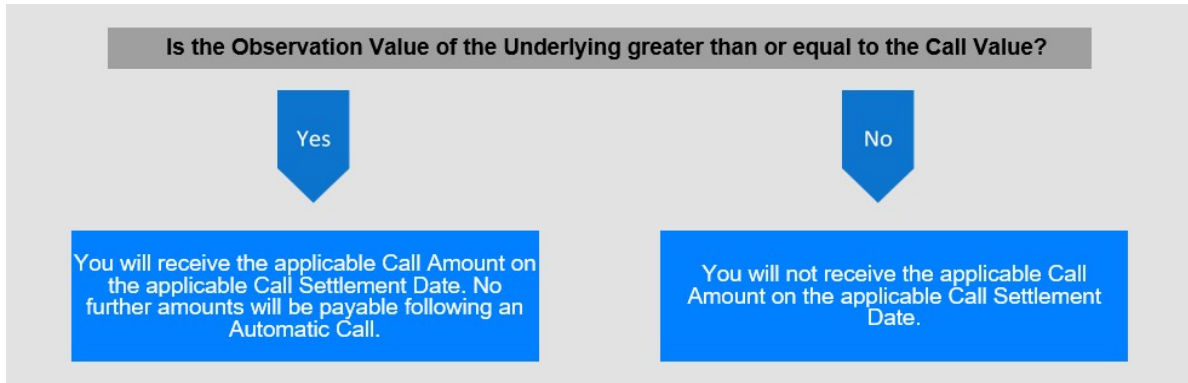 Is the Observation Value of the Underlying greater than or equal to the Call Value?
Yes
No
You will receive the applicable Call Amount on
the applicable Call Settlement Date. No
further amounts will be payable following an
Automatic Call.
You will not receive the applicable Call
Amount on the applicable Call Settlement
Date.